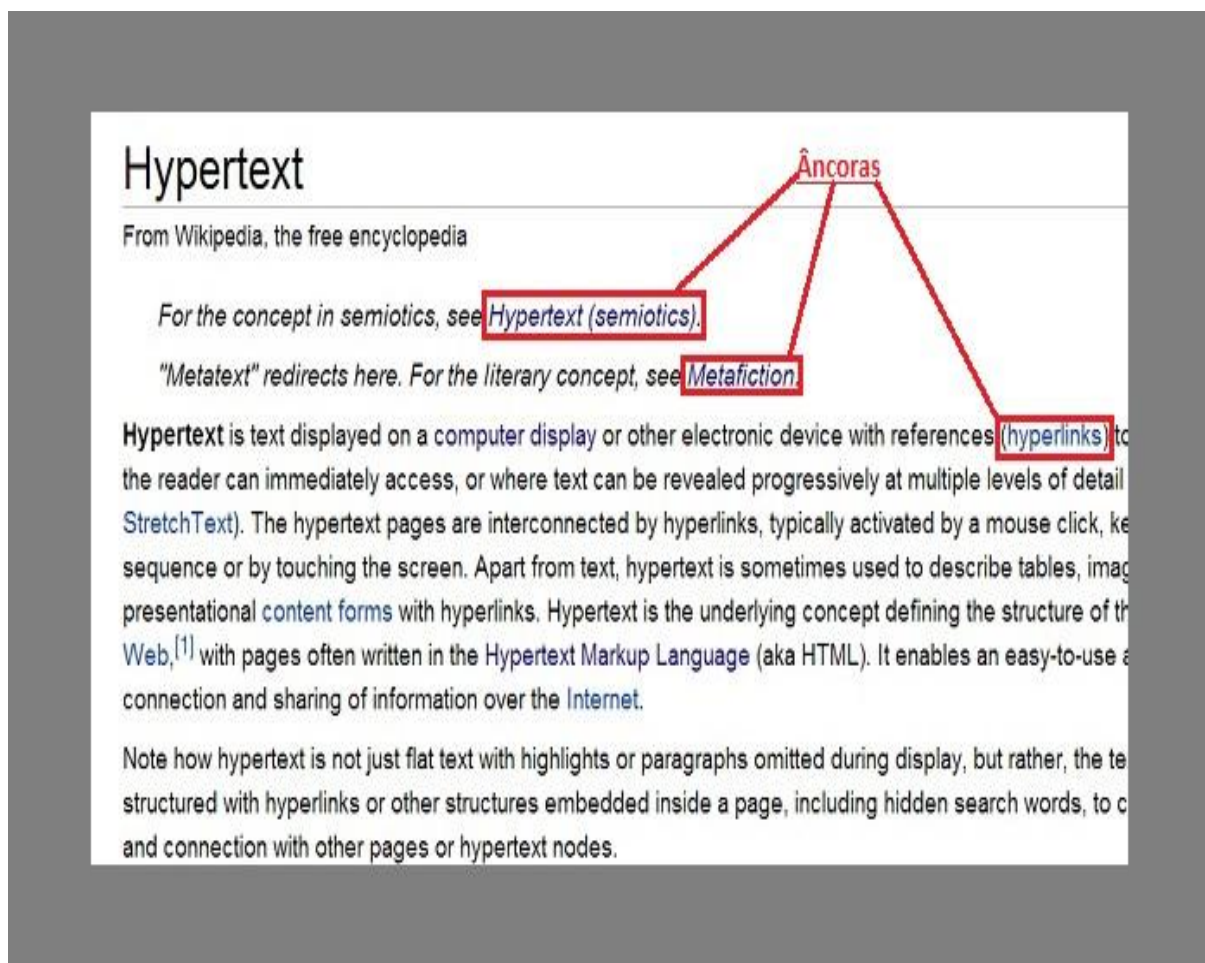 Hypertext
Âncoras
From Wikipedia, the free encyclopedia
For the concept in semiotics, see Hypertext (semiotics).
"Metatext" redirects here. For the literary concept, see Metafiction.
Hypertext is text displayed on a computer display or other electronic device with references (hyperlinks) to
the reader can immediately access, or where text can be revealed progressively at multiple levels of detail
StretchText). The hypertext pages are interconnected by hyperlinks, typically activated by a mouse click, ke
sequence or by touching the screen. Apart from text, hypertext is sometimes used to describe tables, imag
presentational content forms with hyperlinks. Hypertext is the underlying concept defining the structure of th
Web,[1] with pages often written in the Hypertext Markup Language (aka HTML). It enables an easy-to-use a
connection and sharing of information over the Internet.
Note how hypertext is not just flat text with highlights or paragraphs omitted during display, but rather, the te
structured with hyperlinks or other structures embedded inside a page, including hidden search words, to c
and connection with other pages or hypertext nodes.